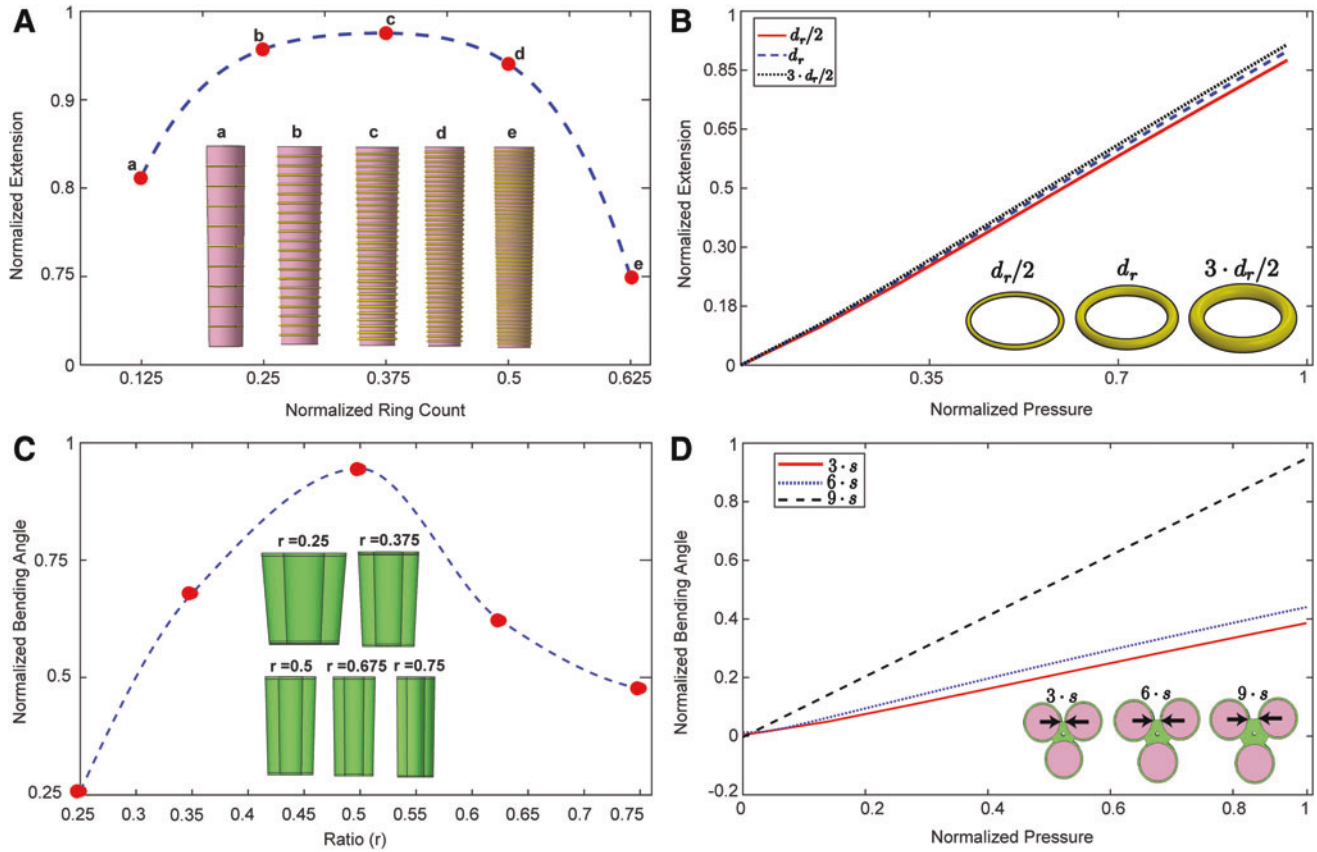 A
Normalized Extension
1
0.9
0.8
0.75
0
a
b
c
d
e
a b c d e
0.125 0.25 0.375 0.5 0.625
Normalized Ring Count
B
Normalized Extension
1
0.85
0.65
0.5
0.30
0.18
0
d_r/2
d_r
3·d_r/2
d_r/2 d_r 3·d_r/2
0.35 0.7 1
Normalized Pressure
C
Normalized Bending Angle
1
0.75
0.5
0.25
r =0.25 r =0.375
r =0.5 r =0.675 r =0.75
0.25 0.3 0.35 0.4 0.45 0.5 0.55 0.6 0.65 0.7 0.75
Ratio (r)
D
Normalized Bending Angle
1
0.8
0.6
0.4
0.2
0
-0.2
3·s
6·s
9·s
3·s 6·s 9·s
0 0.2 0.4 0.6 0.8 1
Normalized Pressure